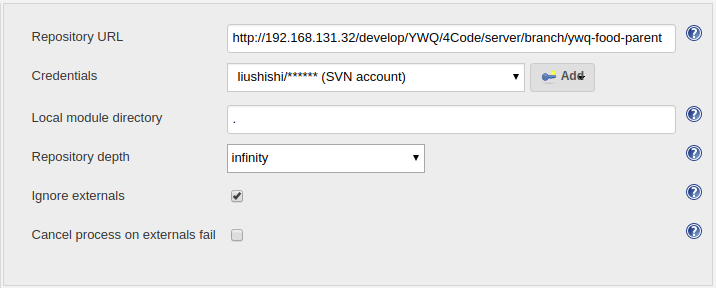 Repository URL
http://192.168.131.32/develop/YWQ/4Code/server/branch/ywq-food-parent
Credentials
liushishi/****** (SVN account)
Add
Local module directory
.
Repository depth
infinity
Ignore externals
Cancel process on externals fail